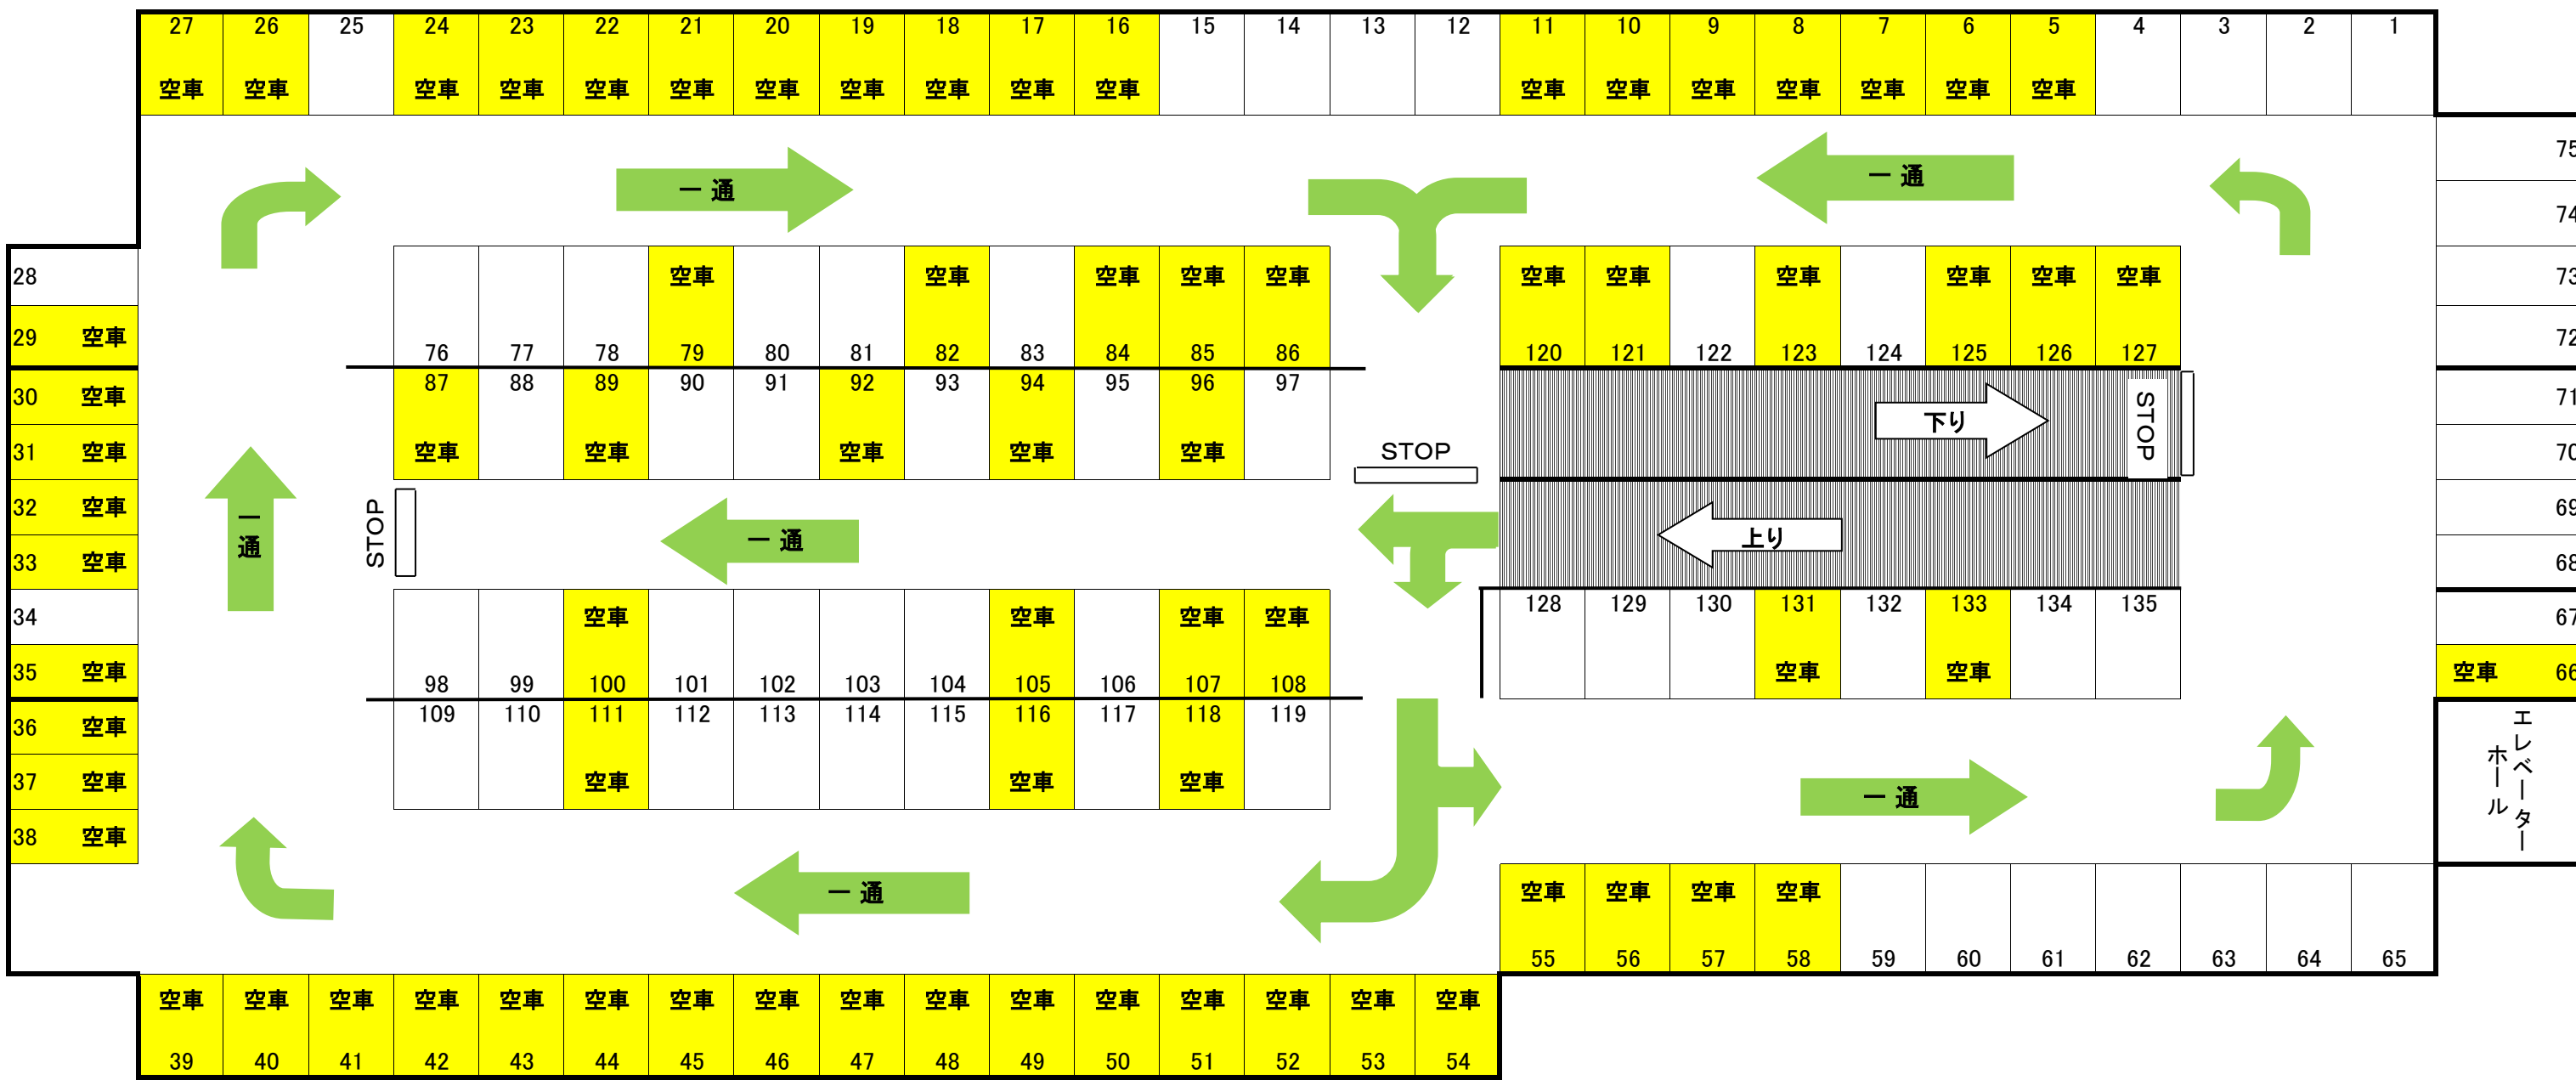 27 26 25 24 23 22 21 20 19 18 17 16 15 14 13 12 11 10 9 8 7 6 5 4 3 2 1
空車 空車 空車 空車 空車 空車 空車 空車 空車 空車 空車 空車 空車 空車 空車 空車 空車 空車
75
一 通 一 通
74
28 空車 空車 空車 空車 空車 空車 空車 空車 空車 空車 空車 73
29 空車 72
76 77 78 79 80 81 82 83 84 85 86 120 121 122 123 124 125 126 127
87 88 89 90 91 92 93 94 95 96 97
30 空車 71
下り
STOP
31 空車 空車 空車 空車 空車 空車 STOP 70
32 空車 69
一通
STOP
一 通 上り
33 空車 68
34 空車 空車 空車 空車 128 129 130 131 132 133 134 135 67
35 空車 空車 空車 空車 66
98 99 100 101 102 103 104 105 106 107 108
109 110 111 112 113 114 115 116 117 118 119
36 空車
エレベーター
ホール
37 空車 空車 空車 空車
一 通
38 空車
一 通 空車 空車 空車 空車
55 56 57 58 59 60 61 62 63 64 65
空車 空車 空車 空車 空車 空車 空車 空車 空車 空車 空車 空車 空車 空車 空車 空車
39 40 41 42 43 44 45 46 47 48 49 50 51 52 53 54